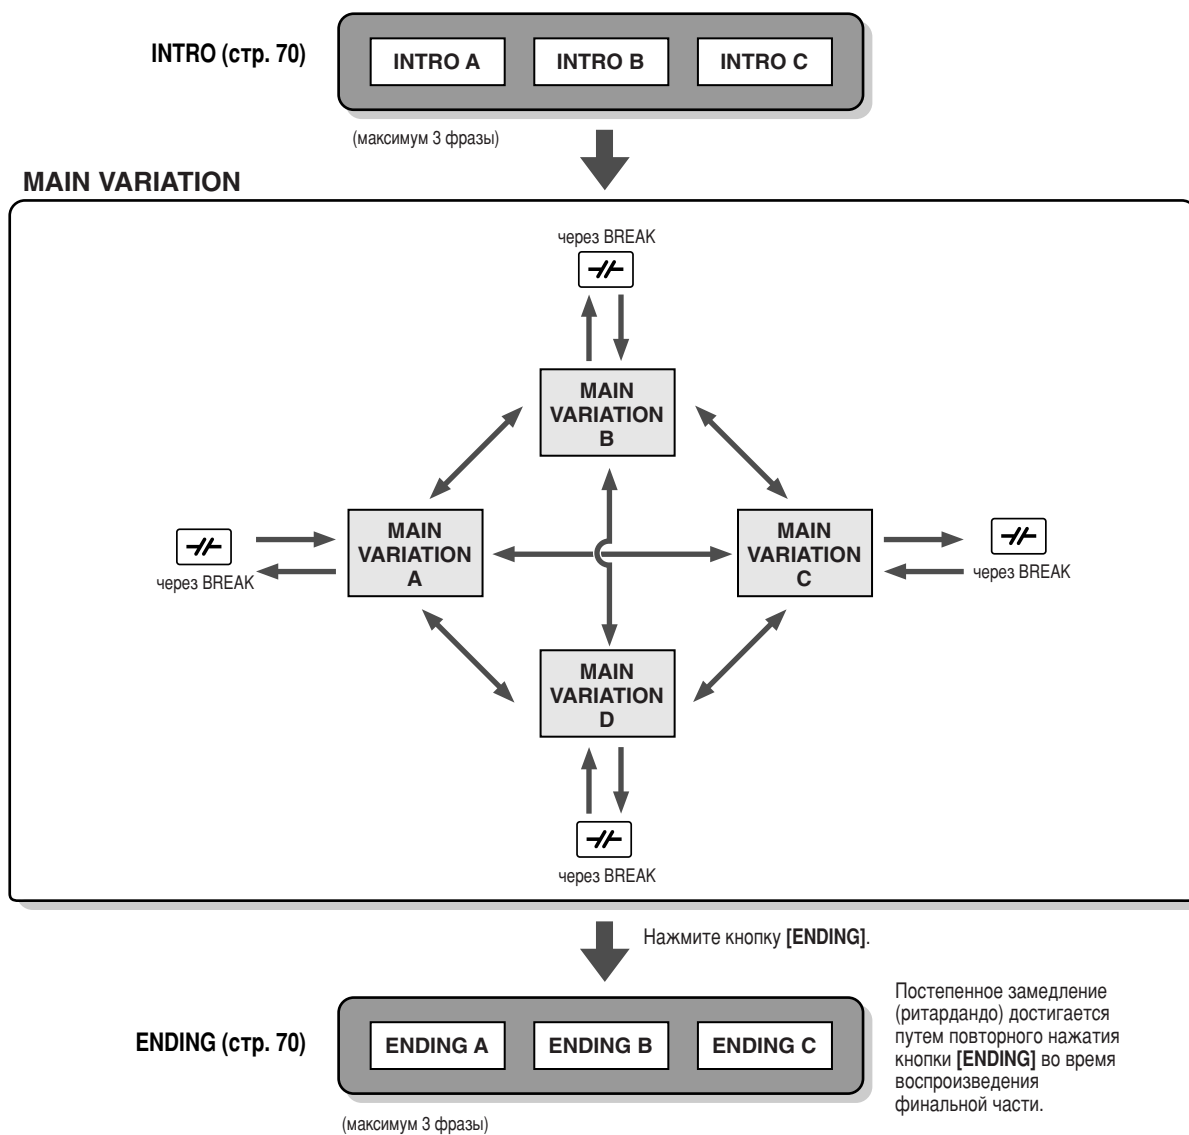 INTRO (стр. 70)
INTRO A
INTRO B
INTRO C
(максимум 3 фразы)
MAIN VARIATION
через BREAK
MAIN
VARIATION
B
MAIN
VARIATION
A
MAIN
VARIATION
C
через BREAK
через BREAK
MAIN
VARIATION
D
через BREAK
Нажмите кнопку [ENDING].
ENDING (стр. 70)
ENDING A
ENDING B
ENDING C
(максимум 3 фразы)
Постепенное замедление
(ритардандо) достигается
путем повторного нажатия
кнопки [ENDING] во время
воспроизведения
финальной части.